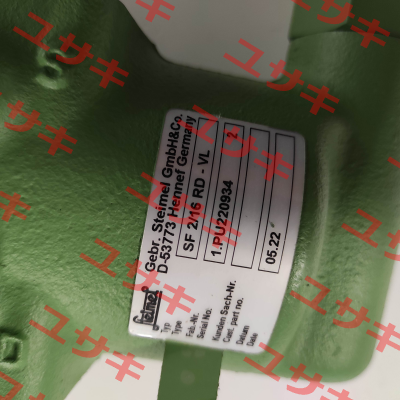 Gebr. Steimel GmbH&Co.
D-53773 Hennef Germany
Steimel
Typ
Type
SF 2/16 RD - VL
2
Fab.-Nr.
Serial No:
1.PU220934
Kunden Sach-Nr.
Cust. part no.
Datum
Date
05.22
ユサキ
ユサキ
ユサキ
ユサキ
ユサキ
ユサキ
ユサキ
ユサキ